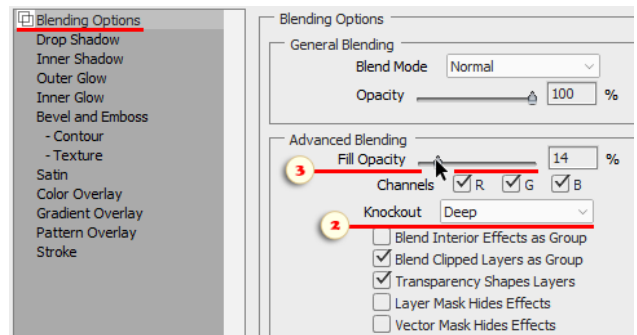 Blending Options
Drop Shadow
Inner Shadow
Outer Glow
Inner Glow
Bevel and Emboss
- Contour
- Texture
Satin
Color Overlay
Gradient Overlay
Pattern Overlay
Stroke
Blending Options
General Blending
Blend Mode Normal
Opacity 100 %
Advanced Blending
3 Fill Opacity 14 %
Channels R G B
2 Knockout Deep
Blend Interior Effects as Group
Blend Clipped Layers as Group
Transparency Shapes Layers
Layer Mask Hides Effects
Vector Mask Hides Effects